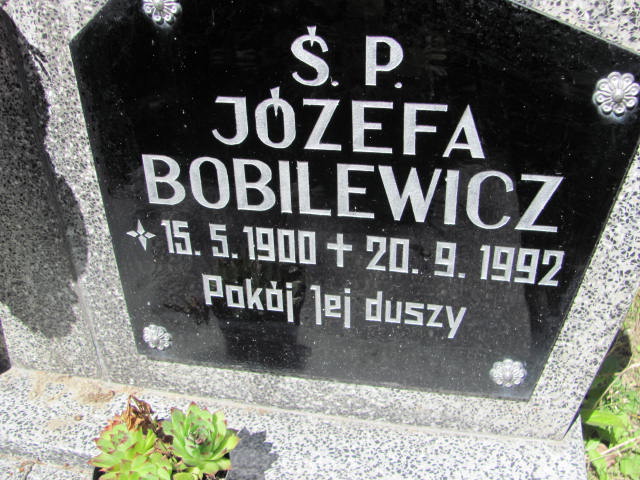 Ś. P.
JÓZEFA
BOBILEWICZ
15. 5. 1900 + 20. 9. 1992
Pokój Jej duszy